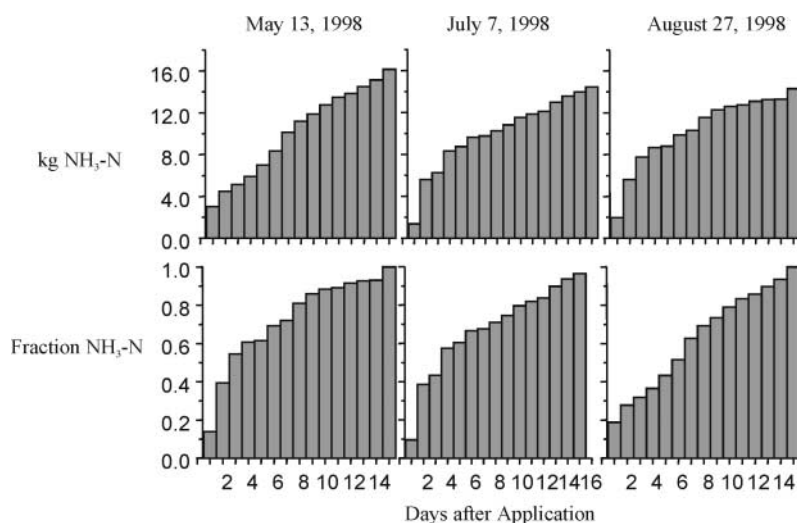 May 13, 1998 July 7, 1998 August 27, 1998
16.0
12.0
kg NH₃-N
8.0
4.0
0.0
1.0
0.8
Fraction NH₃-N
0.6
0.4
0.2
0.0
2 4 6 8 10 12 14 2 4 6 8 10 12 1416 2 4 6 8 10 12 14
Days after Application